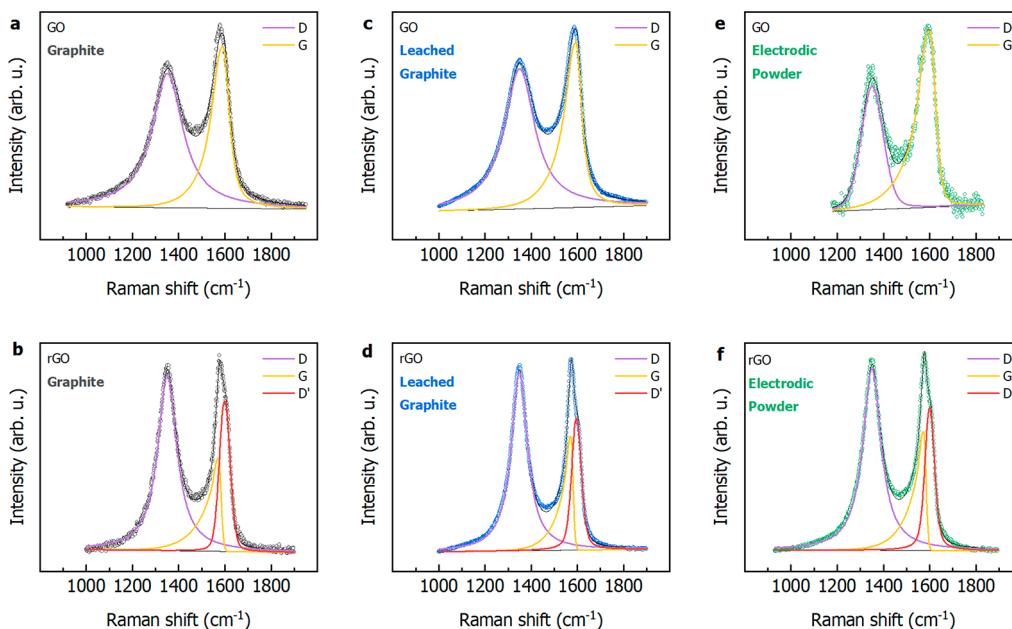 a
GO
Graphite
D
G
Intensity (arb. u.)
1000 1200 1400 1600 1800
Raman shift (cm⁻¹)
c
GO
Leached
Graphite
D
G
Intensity (arb. u.)
1000 1200 1400 1600 1800
Raman shift (cm⁻¹)
e
GO
Electrodic
Powder
D
G
Intensity (arb. u.)
1000 1200 1400 1600 1800
Raman shift (cm⁻¹)
b
rGO
Graphite
D
G
D'
Intensity (arb. u.)
1000 1200 1400 1600 1800
Raman shift (cm⁻¹)
d
rGO
Leached
Graphite
D
G
D'
Intensity (arb. u.)
1000 1200 1400 1600 1800
Raman shift (cm⁻¹)
f
rGO
Electrodic
Powder
D
G
D
Intensity (arb. u.)
1000 1200 1400 1600 1800
Raman shift (cm⁻¹)